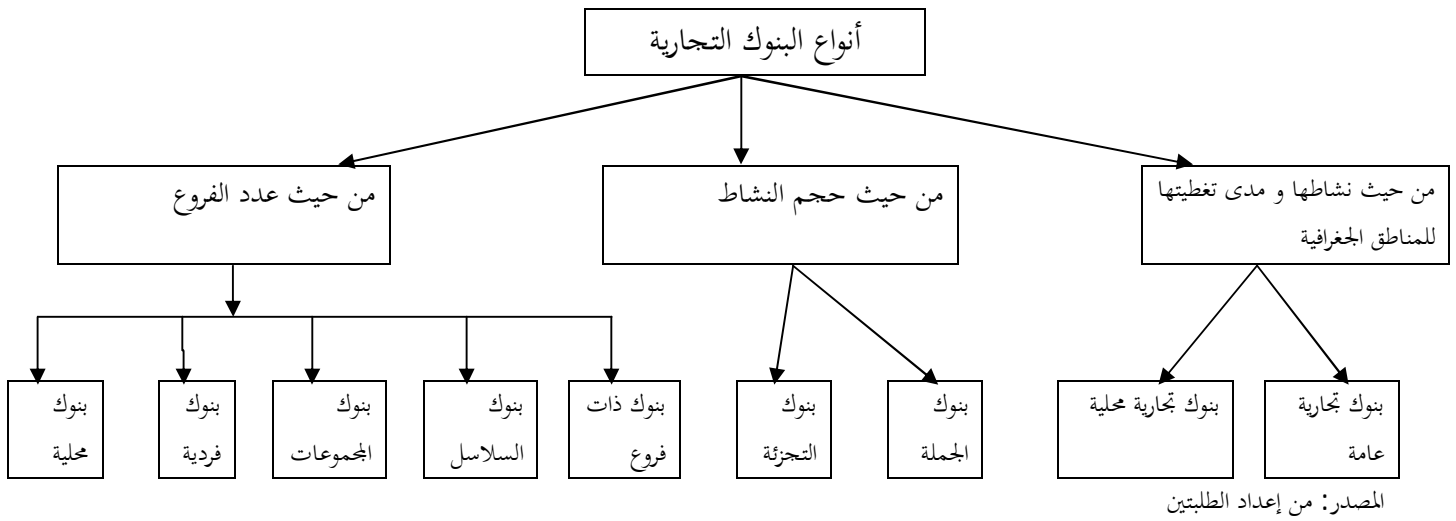 أنواع البنوك التجارية
من حيث نشاطها و مدى تغطيتها
للمناطق الجغرافية
من حيث حجم النشاط
من حيث عدد الفروع
بنوك تجارية
عامة
بنوك تجارية محلية
بنوك
الجملة
بنوك
التجزئة
بنوك ذات
فروع
بنوك
السلاسل
بنوك
المجموعات
بنوك
فردية
بنوك
محلية
المصدر: من إعداد الطلبتين